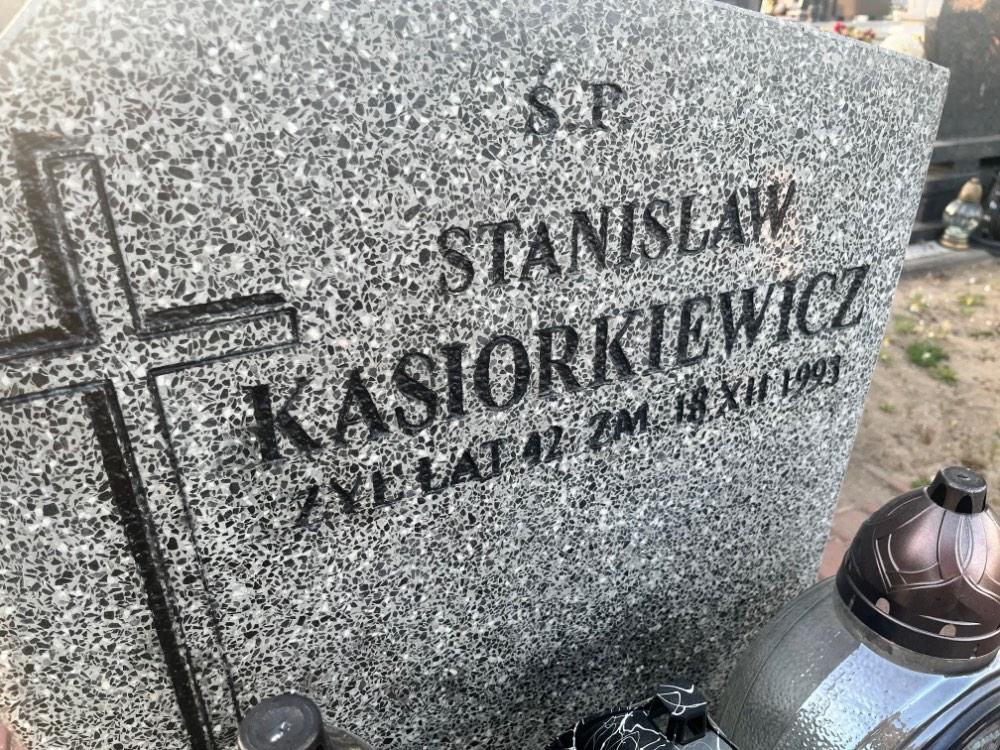 Ś.P.
STANISŁAW
KASIORKIEWICZ
ŻYŁ LAT 42 ZM. 18 XII 1993